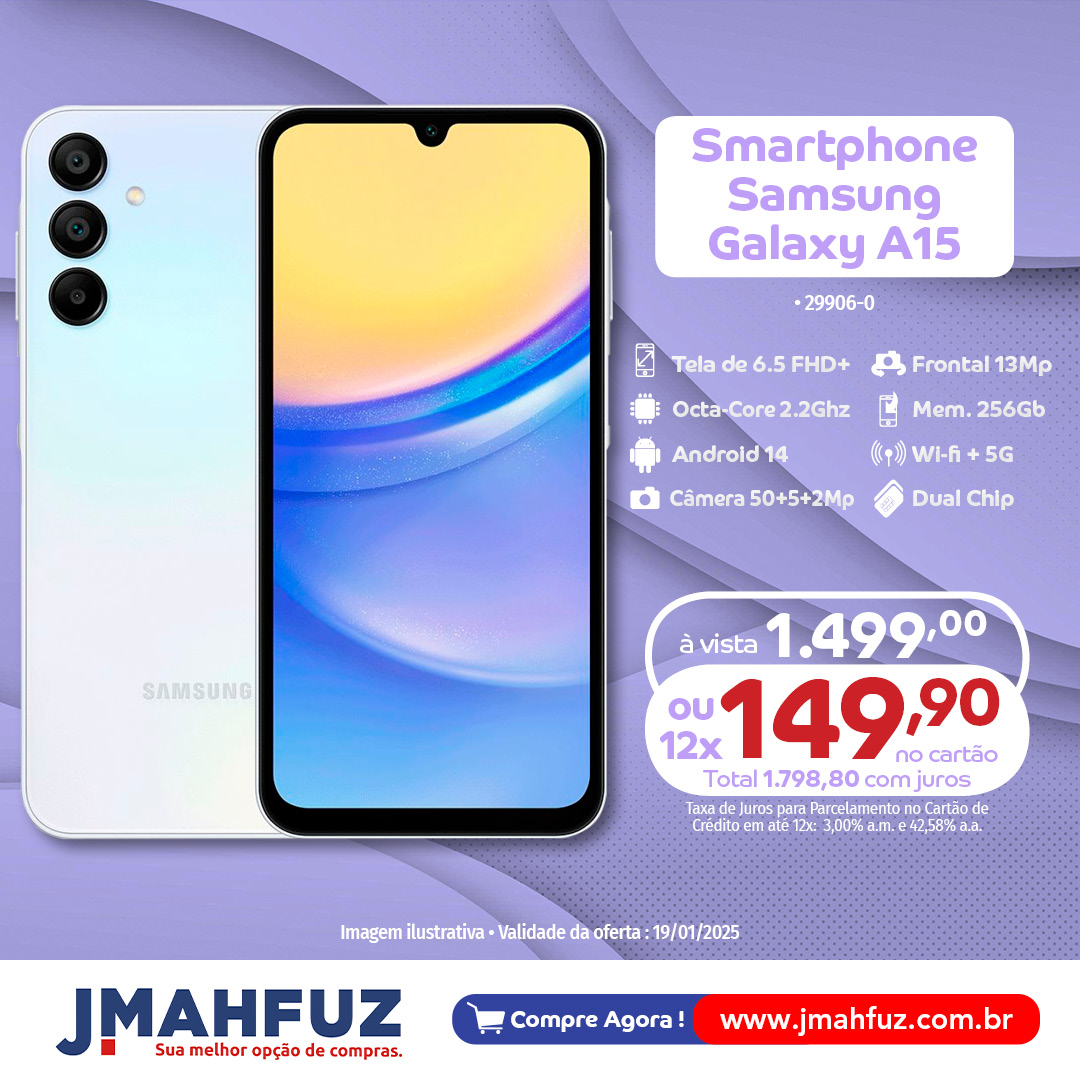 Smartphone
Samsung
Galaxy A15
• 29906-0
Tela de 6.5 FHD+
Frontal 13Mp
Octa-Core 2.2Ghz
Mem. 256Gb
Android 14
Wi-fi + 5G
Câmera 50+5+2Mp
Dual Chip
SAMSUNG
à vista 1.499,00
ou 12x 149,90
no cartão
Total 1.798,80 com juros
Taxa de Juros para Parcelamento no Cartão de
Crédito em até 12x: 3,00% a.m. e 42,58% a.a.
Imagem ilustrativa • Validade da oferta : 19/01/2025
JMAHFUZ
Sua melhor opção de compras.
Compre Agora !
www.jmahfuz.com.br